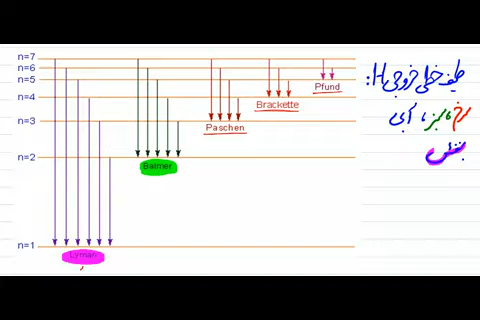 n=7
n=6
n=5
n=4
n=3
n=2
n=1
Pfund
Brackette
Paschen
Balmer
Lyman
طیف خطی خروجی H:
سرخ، سبز، آبی
بنفش